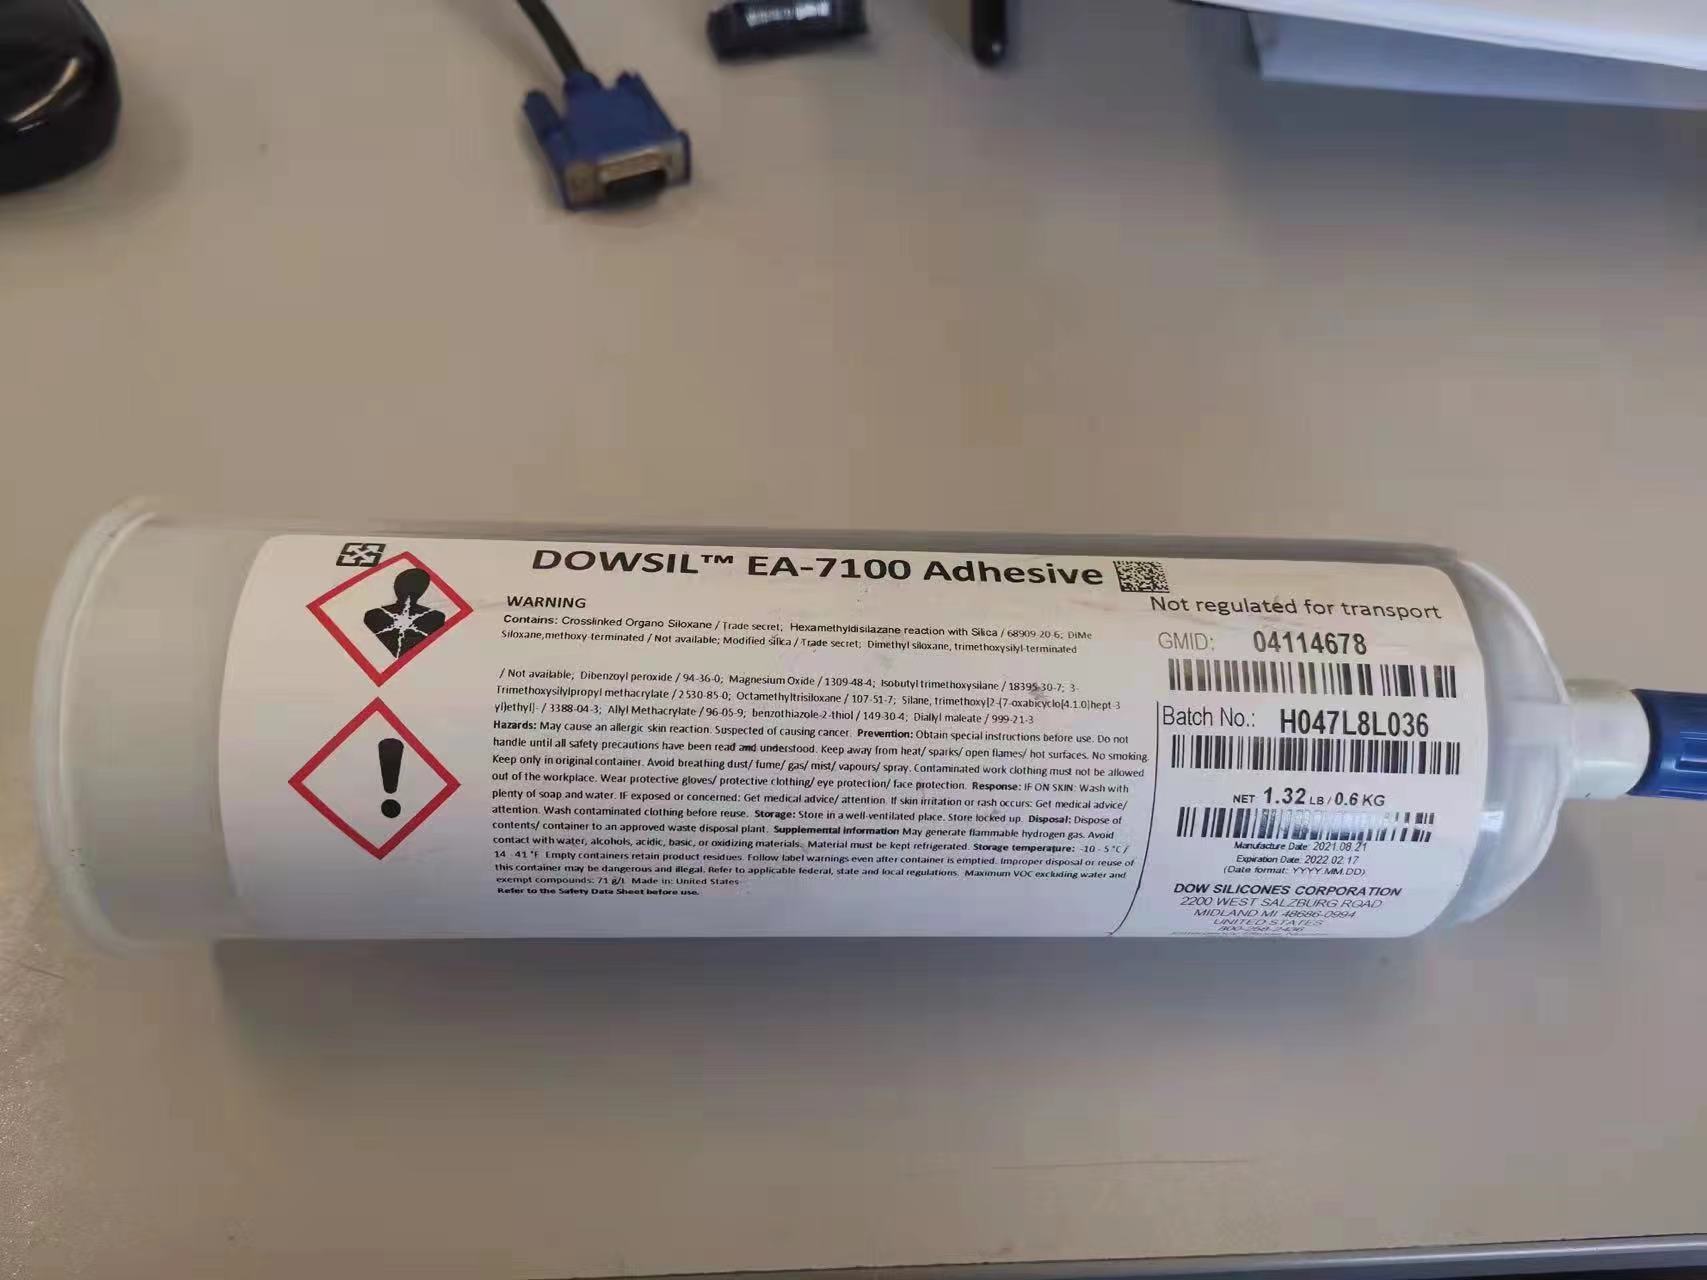 DOWSIL™ EA-7100 Adhesive
WARNING
Contains: Crosslinked Organo Siloxane / Trade secret; Hexamethyldisilazane reaction with Silica / 68909-20-6; DiMe
Siloxane,methoxy-terminated / Not available; Modified silica / Trade secret; Dimethyl siloxane, trimethoxysilyl-terminated
/ Not available; Dibenzoyl peroxide / 94-36-0; Magnesium Oxide / 1309-48-4; Isobutyl trimethoxysilane / 18395-30-7; 3-
Trimethoxysilylpropyl methacrylate / 2530-85-0; Octamethyltrisiloxane / 107-51-7; Silane, trimethoxy[2-(7-oxabicyclo[4.1.0]hept-3
yl)ethyl]- / 3388-04-3; Allyl Methacrylate / 96-05-9; benzothiazole-2-thiol / 149-30-4; Diallyl maleate / 999-21-3
Hazards: May cause an allergic skin reaction. Suspected of causing cancer. Prevention: Obtain special instructions before use. Do not
handle until all safety precautions have been read and understood. Keep away from heat/ sparks/ open flames/ hot surfaces. No smoking.
Keep only in original container. Avoid breathing dust/ fume/ gas/ mist/ vapours/ spray. Contaminated work clothing must not be allowed
out of the workplace. Wear protective gloves/ protective clothing/ eye protection/ face protection. Response: IF ON SKIN: Wash with
plenty of soap and water. IF exposed or concerned: Get medical advice/ attention. If skin irritation or rash occurs: Get medical advice/
attention. Wash contaminated clothing before reuse. Storage: Store in a well-ventilated place. Store locked up. Disposal: Dispose of
contents/ container to an approved waste disposal plant. Supplemental information May generate flammable hydrogen gas. Avoid
contact with water, alcohols, acidic, basic, or oxidizing materials. Material must be kept refrigerated. Storage temperature: -10 - 5 °C /
14 - 41 °F Empty containers retain product residues. Follow label warnings even after container is emptied. Improper disposal or reuse of
this container may be dangerous and illegal. Refer to applicable federal, state and local regulations. Maximum VOC excluding water and
exempt compounds: 71 g/l Made in: United States
Refer to the Safety Data Sheet before use.
Not regulated for transport
GMID: 04114678
Batch No.: H047L8L036
NET 1.32 LB / 0.6 KG
Manufacture Date: 2021.08.21
Expiration Date: 2022.02.17
(Date format: YYYY.MM.DD)
DOW SILICONES CORPORATION
2200 WEST SALZBURG ROAD
MIDLAND MI 48686-0994
UNITED STATES
800-258-2436